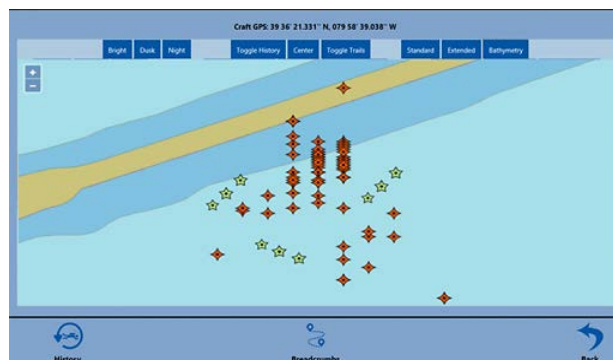 Craft GPS: 39 36' 21.331" N, 079 58' 39.038" W
Bright Dusk Night Toggle History Center Toggle Trails Standard Extended Bathymetry
+
−
History Breadcrumbs Back